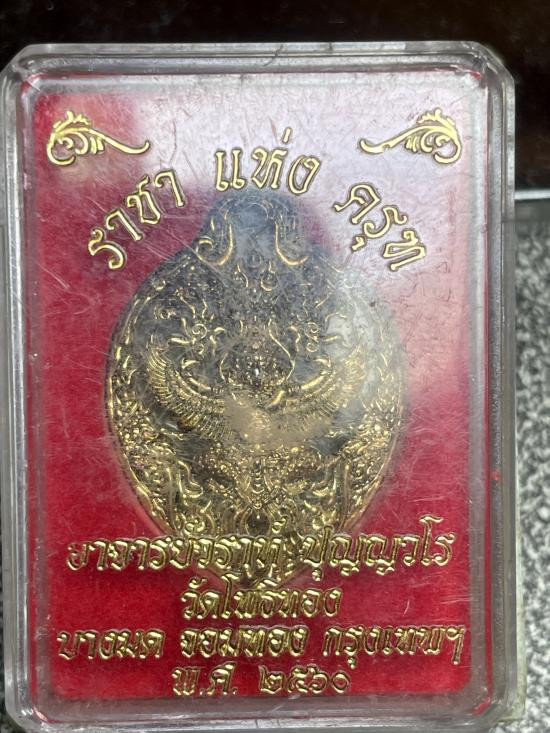 ราชา แห่ง ครุฑ
อาจารย์วราห์ ปุญญวโร
วัดโพธิทอง
บางมด จอมทอง กรุงเทพฯ
พ.ศ. ๒๕๖๐